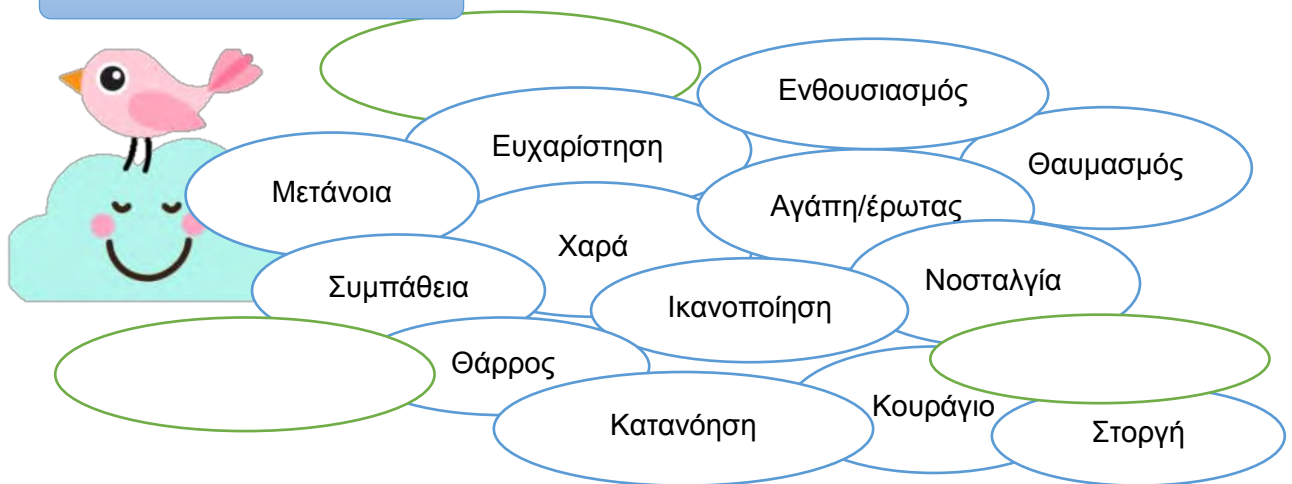 Ενθουσιασμός
Ευχαρίστηση
Θαυμασμός
Μετάνοια
Αγάπη/έρωτας
Χαρά
Νοσταλγία
Συμπάθεια
Ικανοποίηση
Θάρρος
Κουράγιο
Κατανόηση
Στοργή